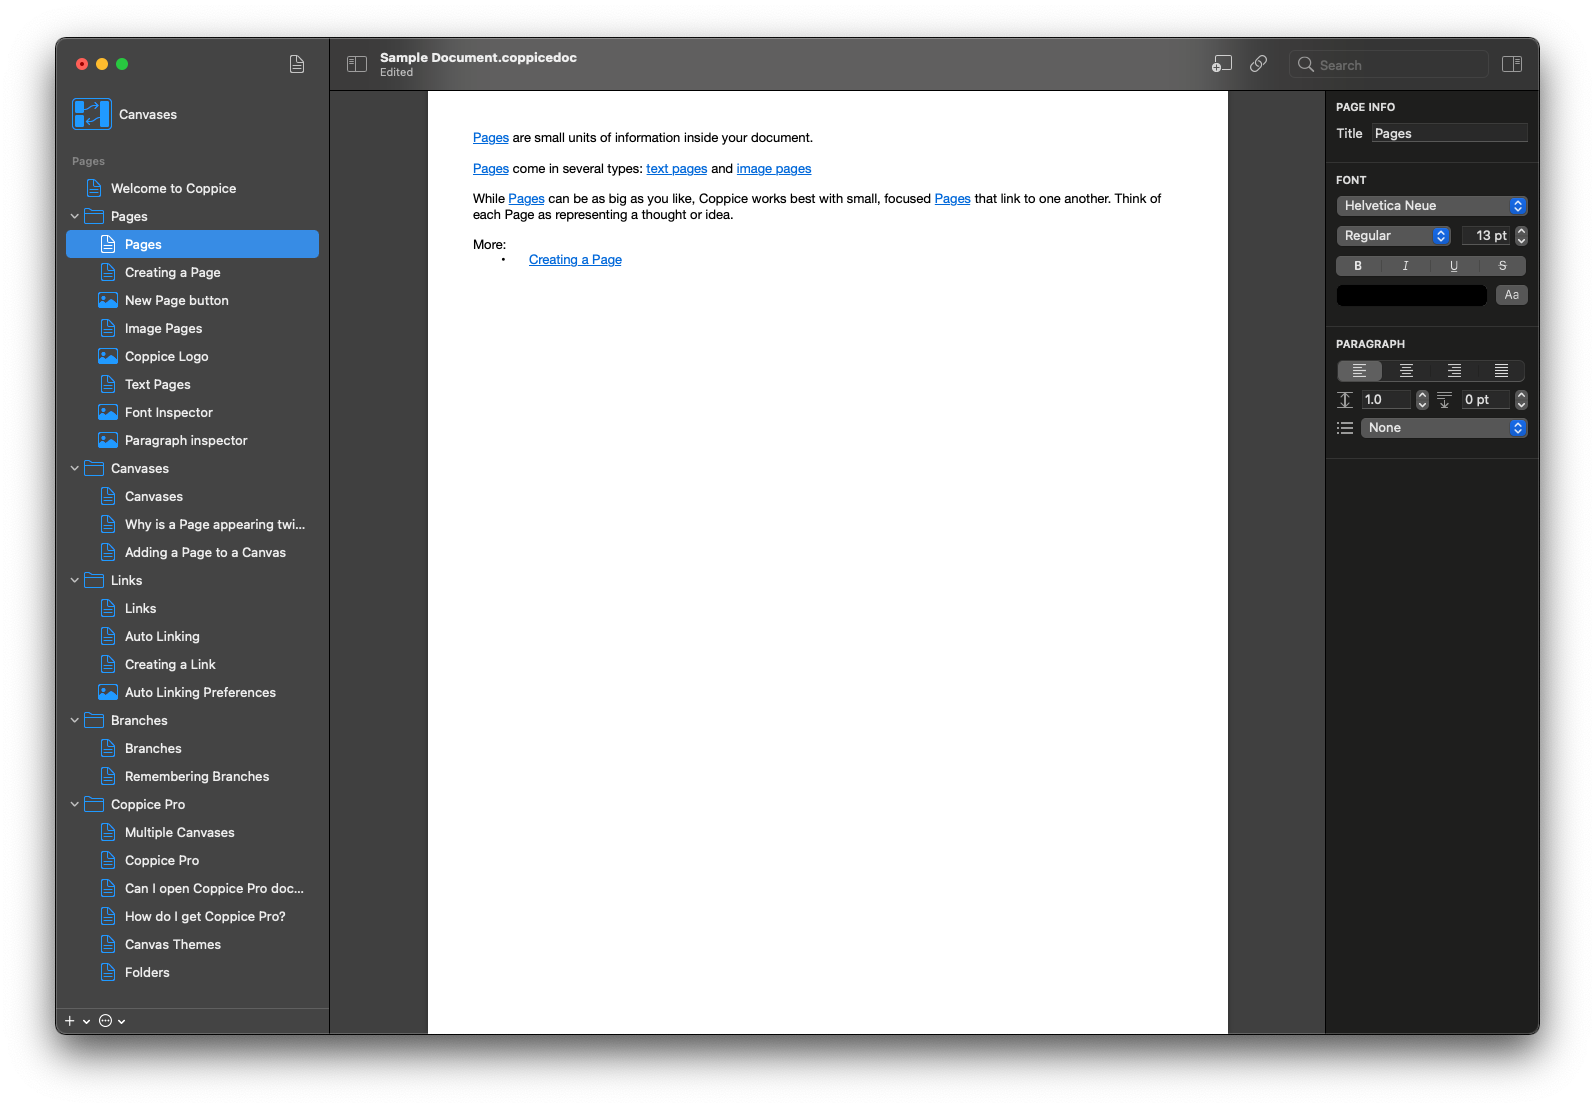 Sample Document.coppicedoc
Edited
Search
Canvases
Pages
Welcome to Coppice
Pages
Pages
Creating a Page
New Page button
Image Pages
Coppice Logo
Text Pages
Font Inspector
Paragraph inspector
Canvases
Canvases
Why is a Page appearing twi...
Adding a Page to a Canvas
Links
Links
Auto Linking
Creating a Link
Auto Linking Preferences
Branches
Branches
Remembering Branches
Coppice Pro
Multiple Canvases
Coppice Pro
Can I open Coppice Pro doc...
How do I get Coppice Pro?
Canvas Themes
Folders
Pages are small units of information inside your document.
Pages come in several types: text pages and image pages
While Pages can be as big as you like, Coppice works best with small, focused Pages that link to one another. Think of
each Page as representing a thought or idea.
More:
• Creating a Page
PAGE INFO
Title Pages
FONT
Helvetica Neue
Regular 13 pt
B I U S
Aa
PARAGRAPH
1.0 0 pt
None